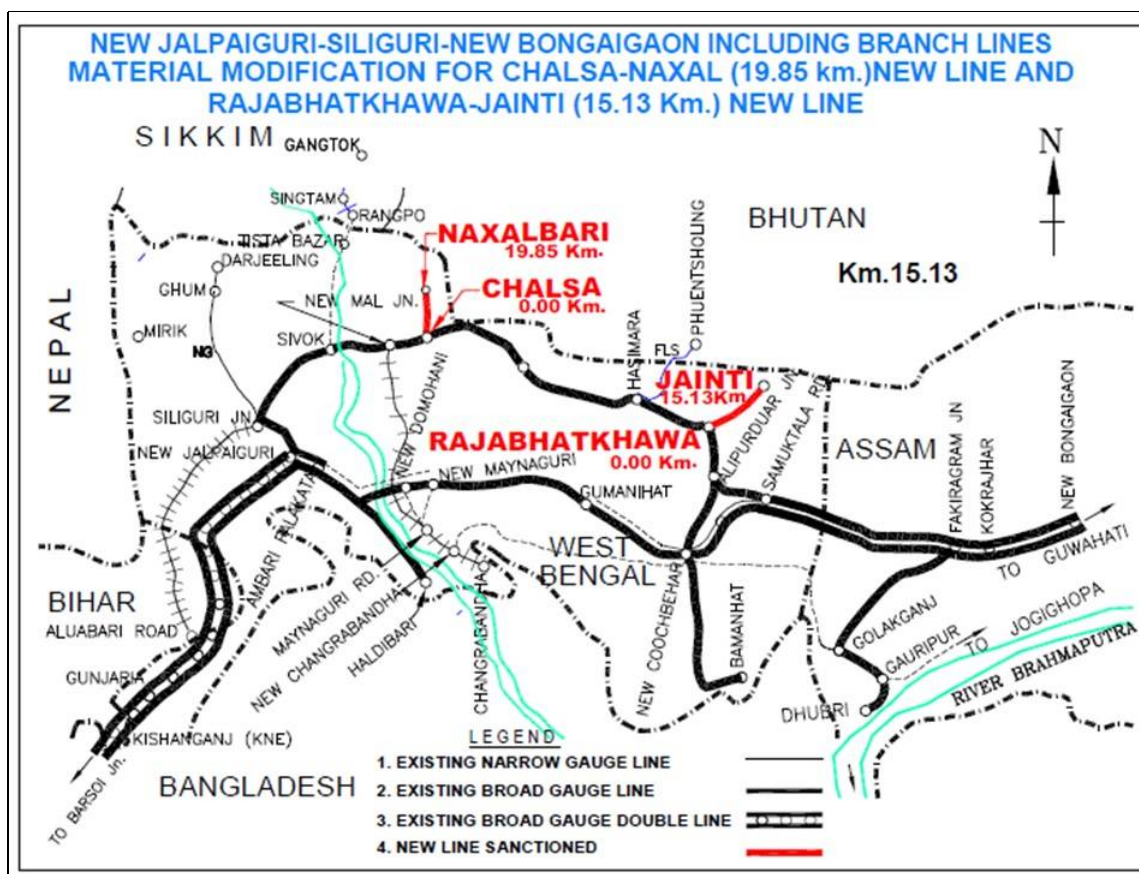 NEW JALPAIGURI-SILIGURI-NEW BONGAIGAON INCLUDING BRANCH LINES
MATERIAL MODIFICATION FOR CHALSA-NAXAL (19.85 km.)NEW LINE AND
RAJABHATKHAWA-JAINTI (15.13 Km.) NEW LINE
SIKKIM
GANGTOK
N
SINGTAM
RANGPO
BHUTAN
NAXALBARI
19.85 Km.
TISTA BAZAR
DARJEELING
Km.15.13
PHUENTSHOLING
GHUM
NEW MAL JN.
CHALSA
0.00 Km.
NEPAL
MIRIK
NG
SIVOK
HASIMARA
FLS
JAINTI
15.13Km
NEW DOMOHANI
ALIPURDUAR JN
SAMUKTALA RD.
SILIGURI JN
RAJABHATKHAWA
0.00 Km.
ASSAM
NEW JALPAIGURI
NEW MAYNAGURI
GUMANIHAT
FAKIRAGRAM JN
KOKRAJHAR
NEW BONGAIGAON
TO GUWAHATI
AMBARI FALAKATA
WEST
BENGAL
BIHAR
ALUABARI ROAD
MAYNAGURI RD.
NEW CHANGRABANDHA
HALDIBARI
CHANGRABANDHA
NEW COOCHBEHAR
BAMANHAT
GOLAKGANJ
GAURIPUR
TO JOGIGHOPA
RIVER BRAHMAPUTRA
DHUBRI
GUNJARIA
KISHANGANJ (KNE)
TO BARSOI Jn.
BANGLADESH
LEGEND
1. EXISTING NARROW GAUGE LINE
2. EXISTING BROAD GAUGE LINE
3. EXISTING BROAD GAUGE DOUBLE LINE
4. NEW LINE SANCTIONED